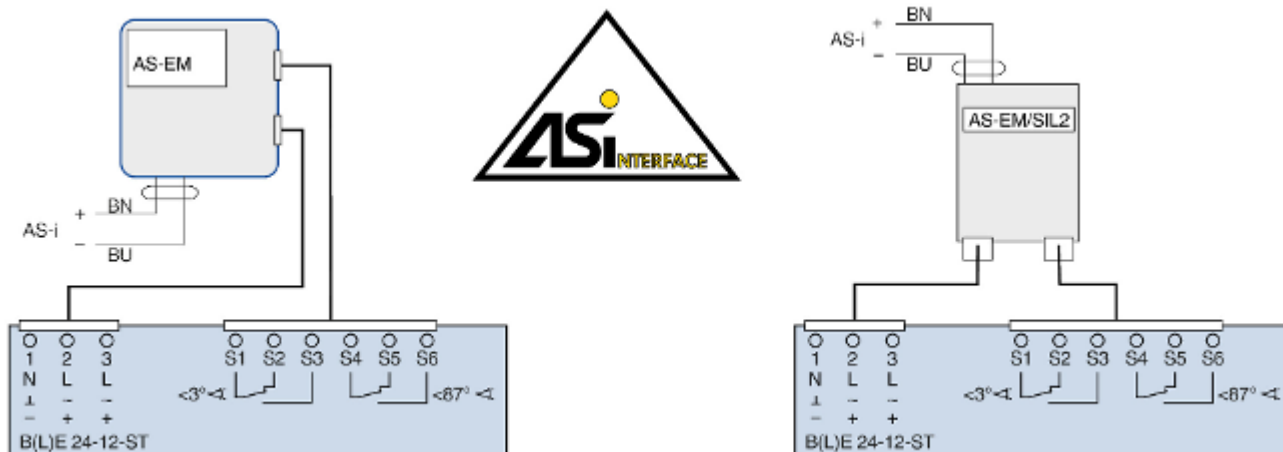 AS-EM
AS-i + BN
- BU
1 2 3 S1 S2 S3 S4 S5 S6
N L L <3° <87°
⊥ ~ ~
- + +
B(L)E 24-12-ST
ASi NTERFACE
AS-i + BN
- BU
AS-EM/SIL2
1 2 3 S1 S2 S3 S4 S5 S6
N L L <3° <87°
⊥ ~ ~
- + +
B(L)E 24-12-ST